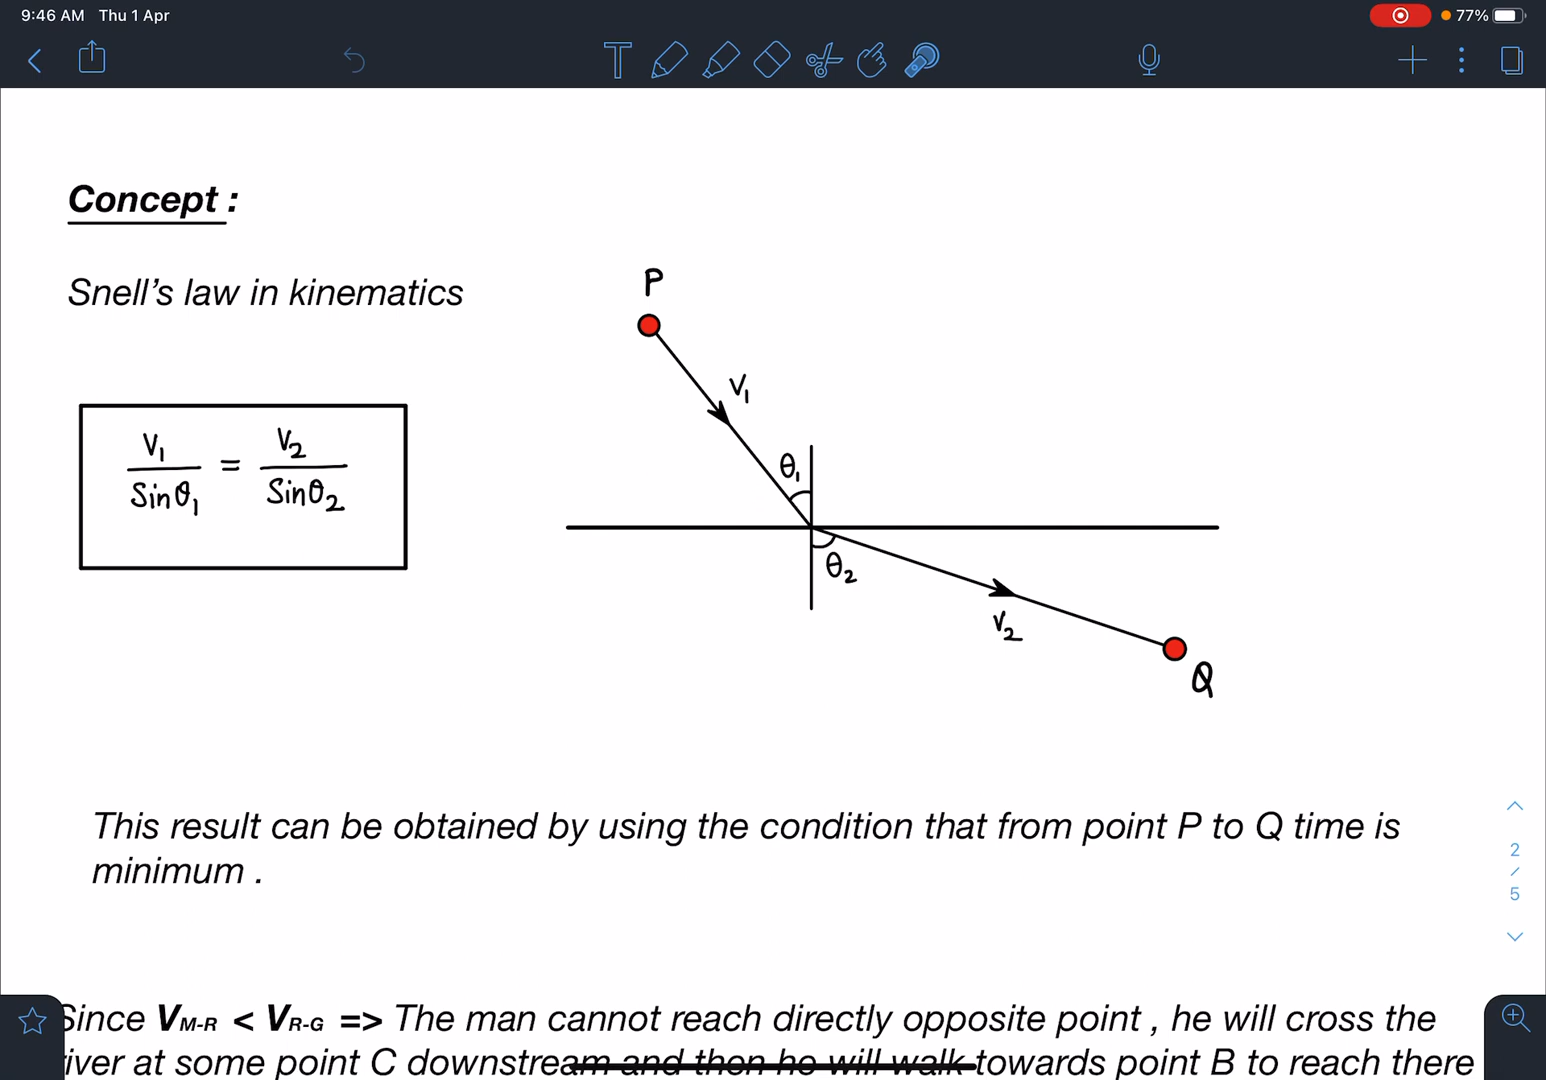 9:46 AM Thu 1 Apr
77%
T
Concept :
Snell's law in kinematics
P
V₁
V₁/Sinθ₁ = V₂/Sinθ₂
θ₁
θ₂
V₂
Q
This result can be obtained by using the condition that from point P to Q time is
minimum .
2
/
5
Since VM-R < VR-G => The man cannot reach directly opposite point , he will cross the
river at some point C downstream and then he will walk towards point B to reach there